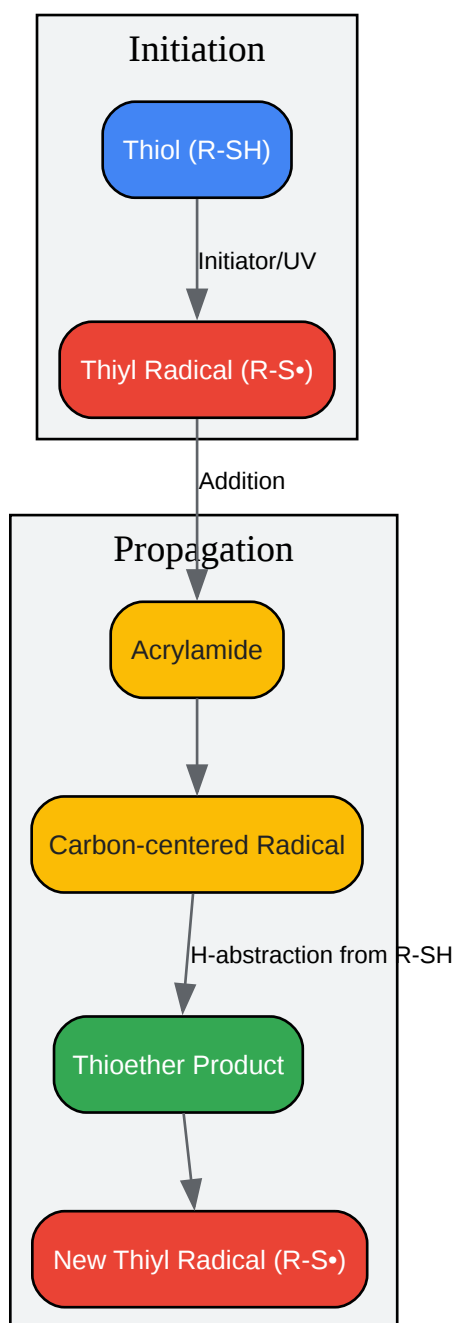 Initiation
Thiol (R-SH)
Initiator/UV
Thiyl Radical (R-S•)
Addition
Propagation
Acrylamide
Carbon-centered Radical
H-abstraction from R-SH
Thioether Product
New Thiyl Radical (R-S•)